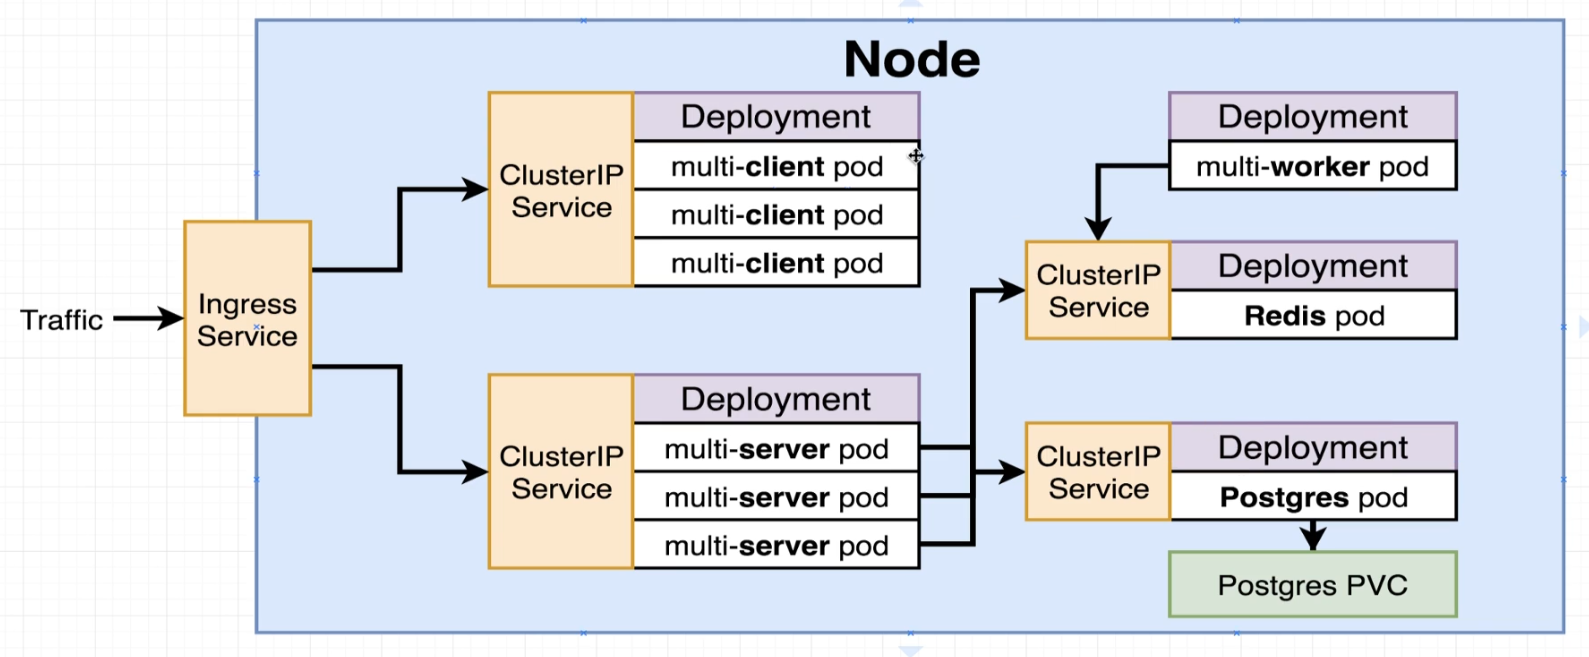 Node
Traffic
Ingress
Service
ClusterIP
Service
Deployment
multi-client pod
multi-client pod
multi-client pod
ClusterIP
Service
Deployment
multi-server pod
multi-server pod
multi-server pod
Deployment
multi-worker pod
ClusterIP
Service
Deployment
Redis pod
ClusterIP
Service
Deployment
Postgres pod
Postgres PVC